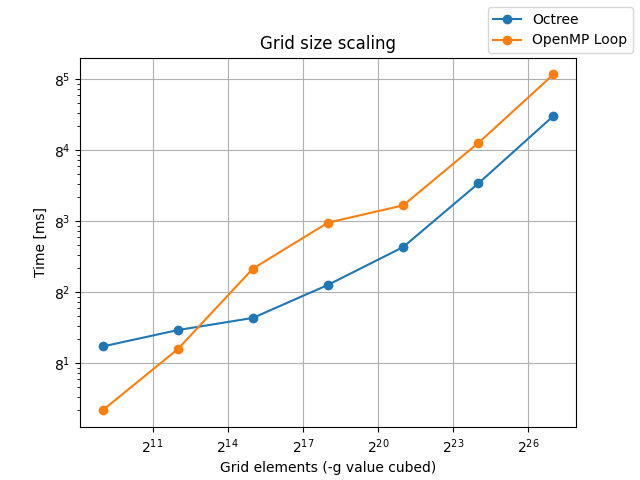 Octree
OpenMP Loop
Grid size scaling
8⁵
8⁴
8³
8²
8¹
Time [ms]
2¹¹ 2¹⁴ 2¹⁷ 2²⁰ 2²³ 2²⁶
Grid elements (-g value cubed)